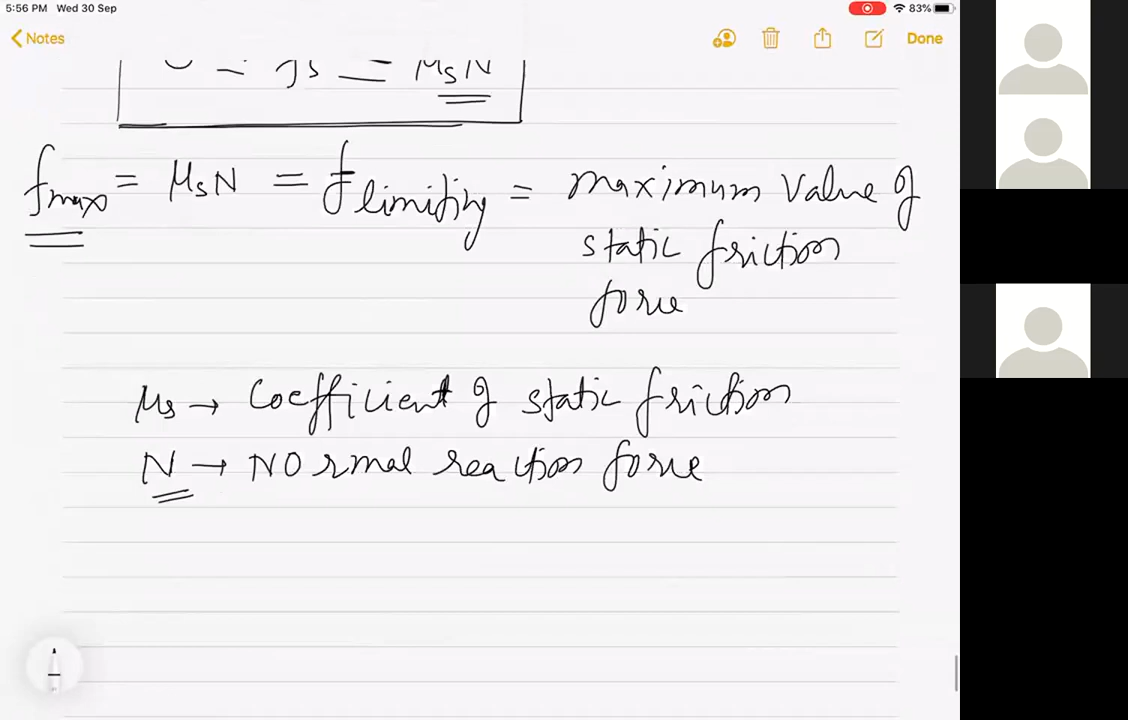 5:56 PM Wed 30 Sep
83%
Notes
Done
μsN
fmax = μsN = flimiting = maximum value of
static friction
force
μs → Coefficient of static friction
N → Normal reaction force